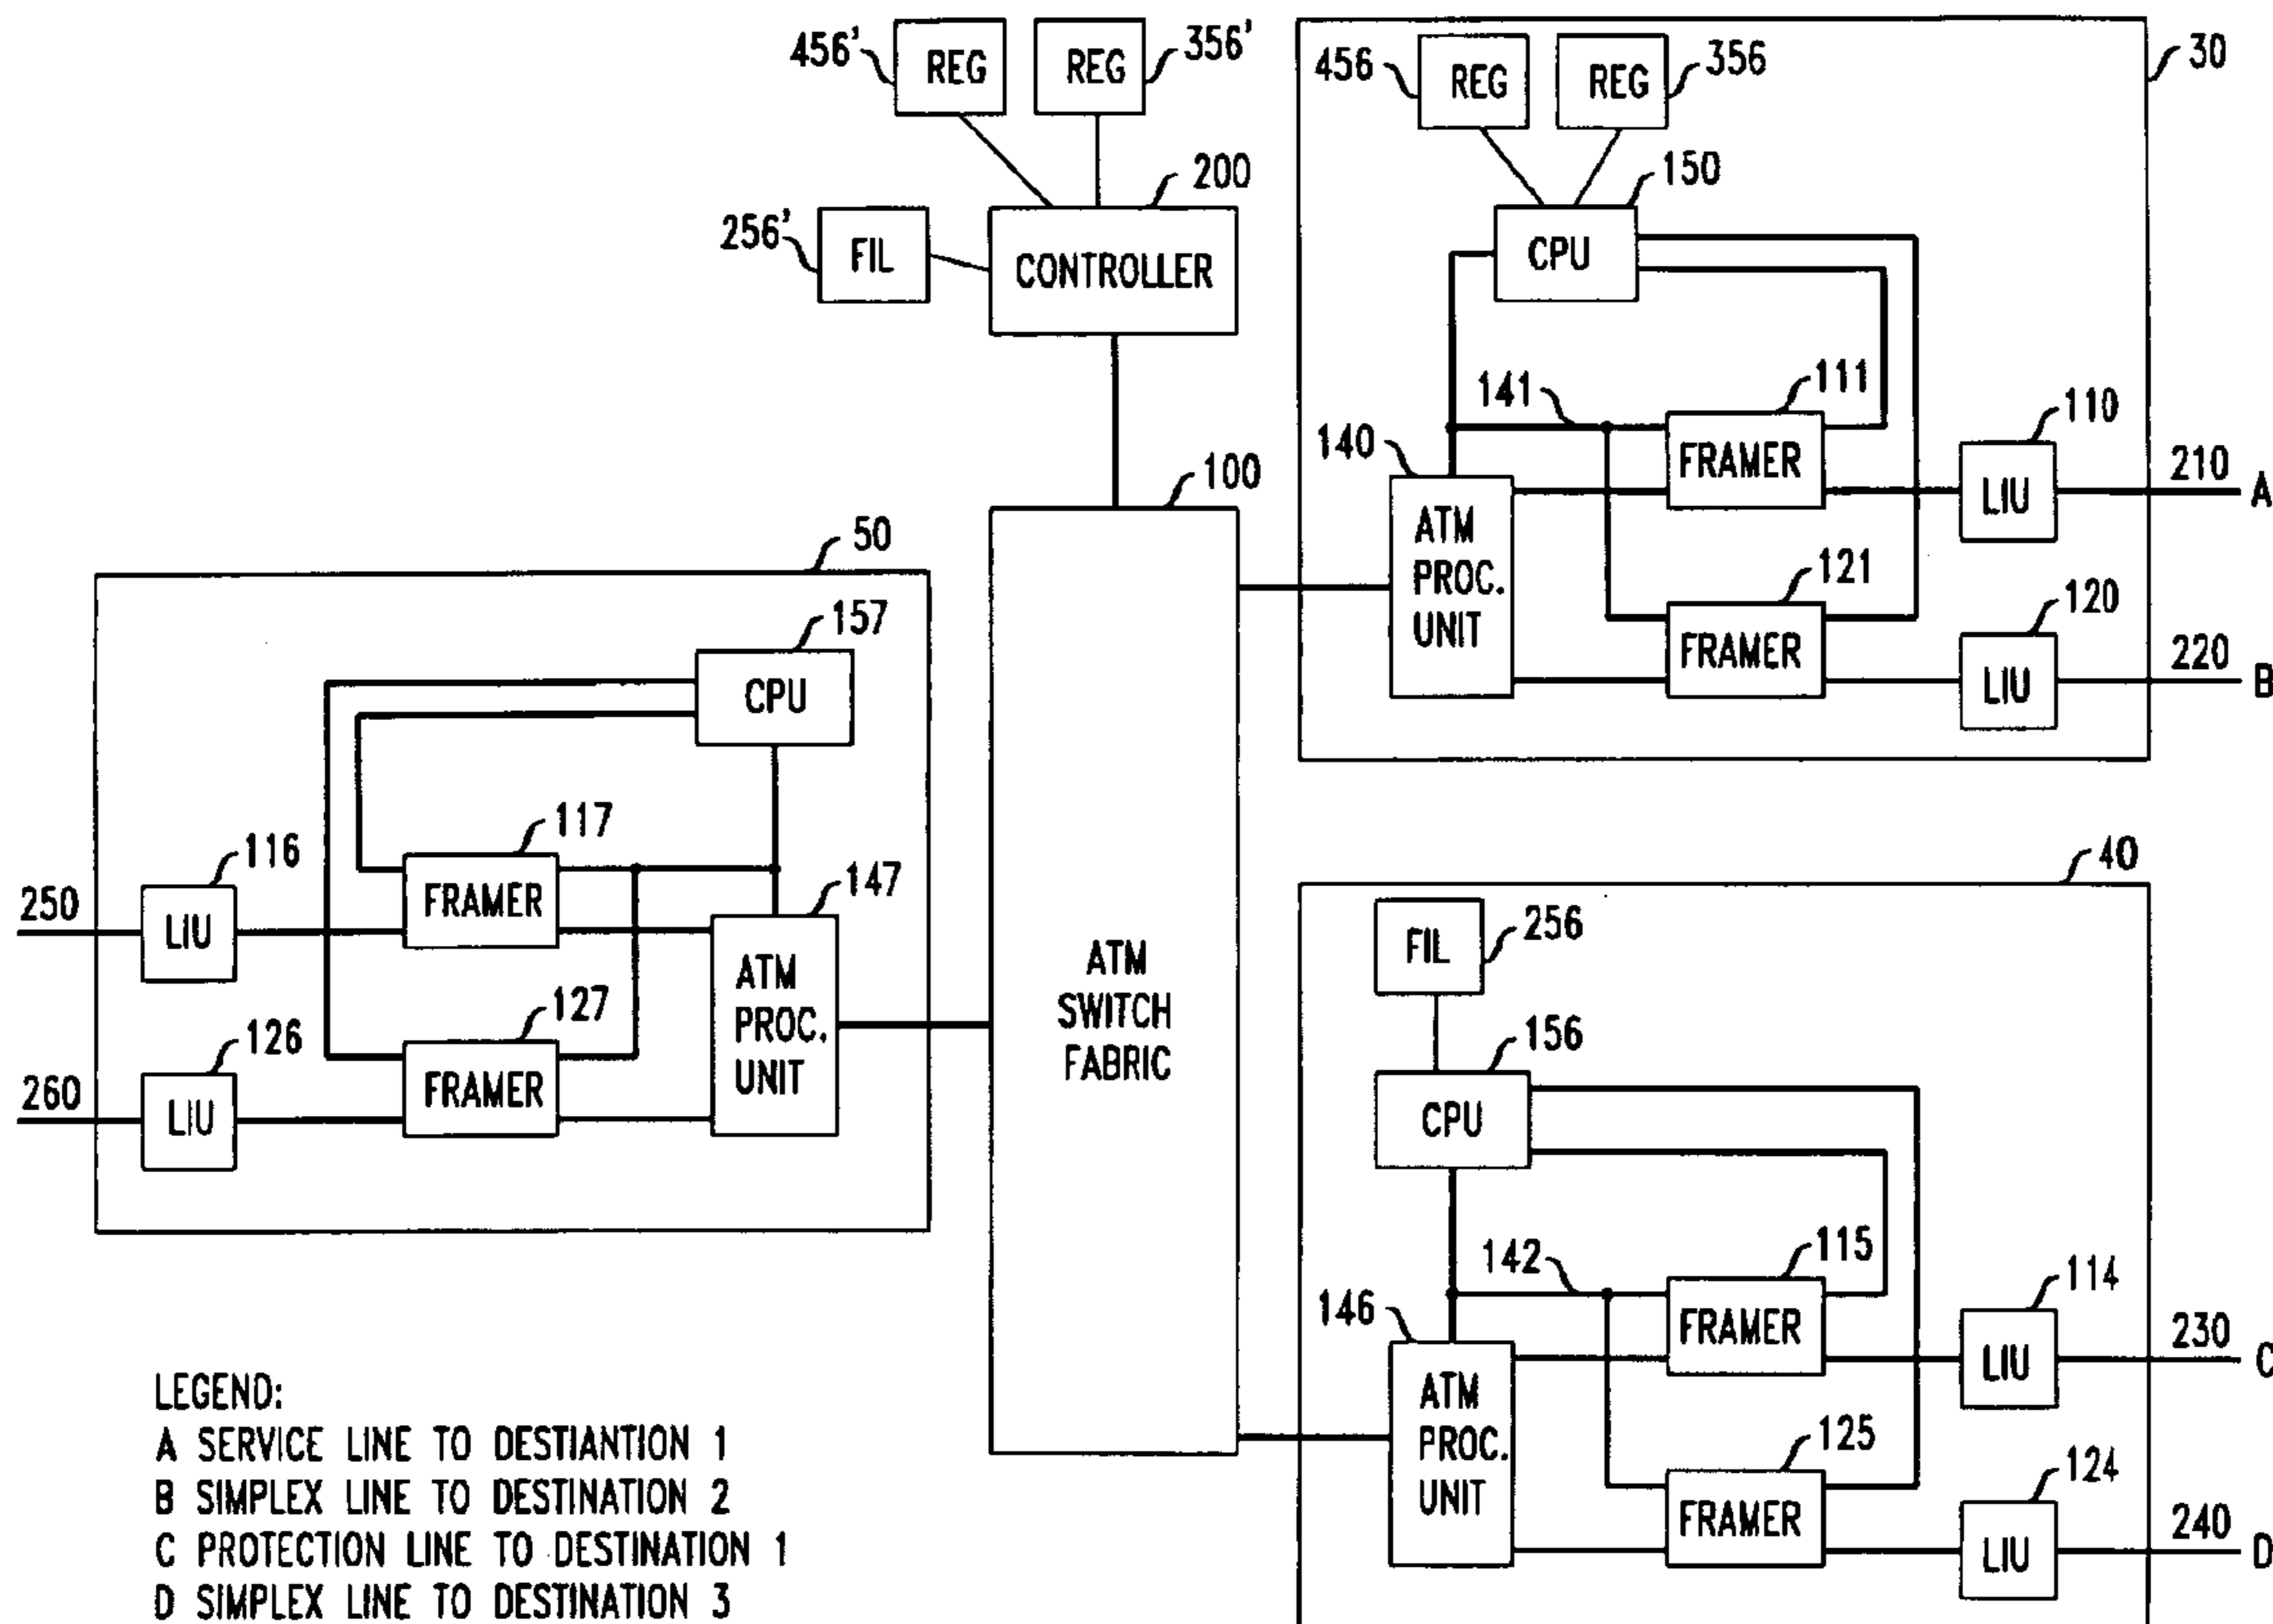 456'
REG
REG
356'
256'
FIL
200
CONTROLLER
456
REG
REG
356
30
150
CPU
141
111
140
FRAMER
110
LIU
210
A
ATM
PROC.
UNIT
121
FRAMER
120
LIU
220
B
100
ATM
SWITCH
FABRIC
50
157
CPU
117
116
FRAMER
147
250
LIU
127
126
FRAMER
ATM
PROC.
UNIT
260
LIU
40
FIL
256
156
CPU
142
115
146
FRAMER
114
LIU
230
C
ATM
PROC.
UNIT
125
FRAMER
124
LIU
240
D
LEGEND:
A SERVICE LINE TO DESTIANTION 1
B SIMPLEX LINE TO DESTINATION 2
C PROTECTION LINE TO DESTINATION 1
D SIMPLEX LINE TO DESTINATION 3